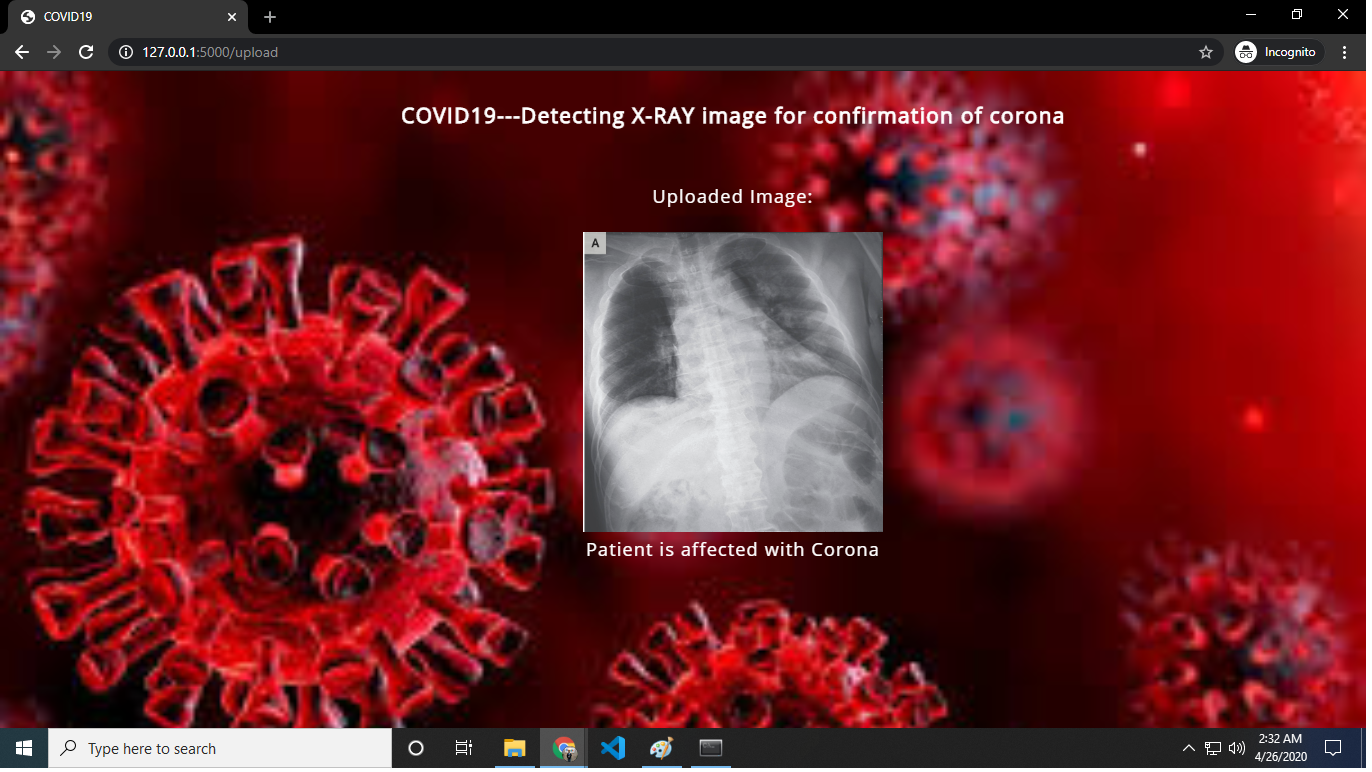 COVID19
127.0.0.1:5000/upload
Incognito
COVID19---Detecting X-RAY image for confirmation of corona
Uploaded Image:
A
Patient is affected with Corona
Type here to search
2:32 AM
4/26/2020